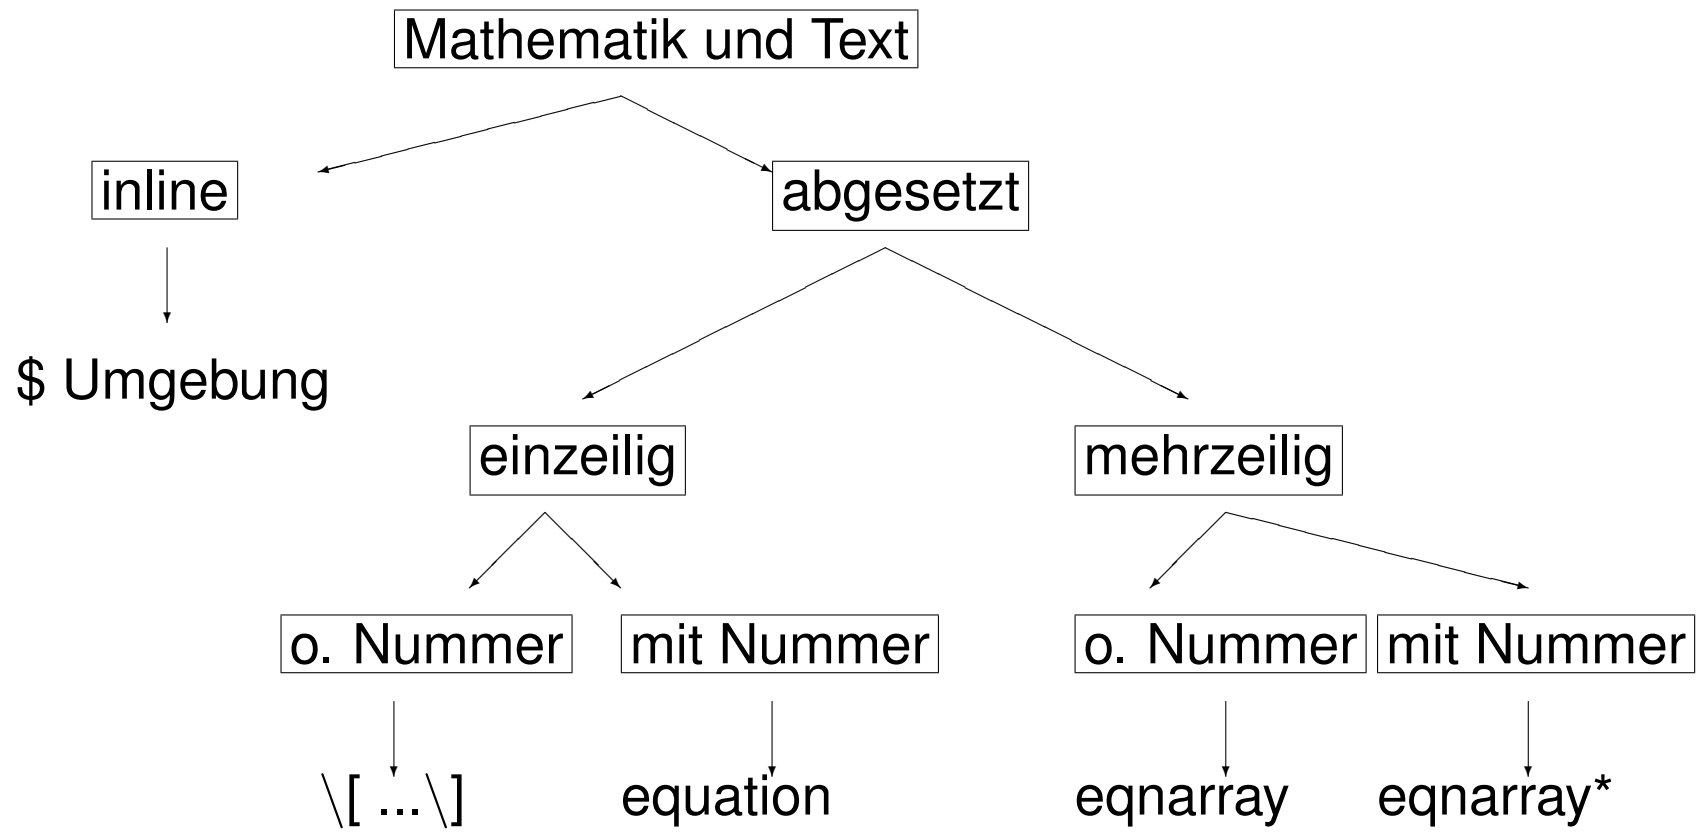 Mathematik und Text
inline
abgesetzt
$ Umgebung
einzeilig
mehrzeilig
o. Nummer
mit Nummer
o. Nummer
mit Nummer
\[ ...\]
equation
eqnarray
eqnarray*